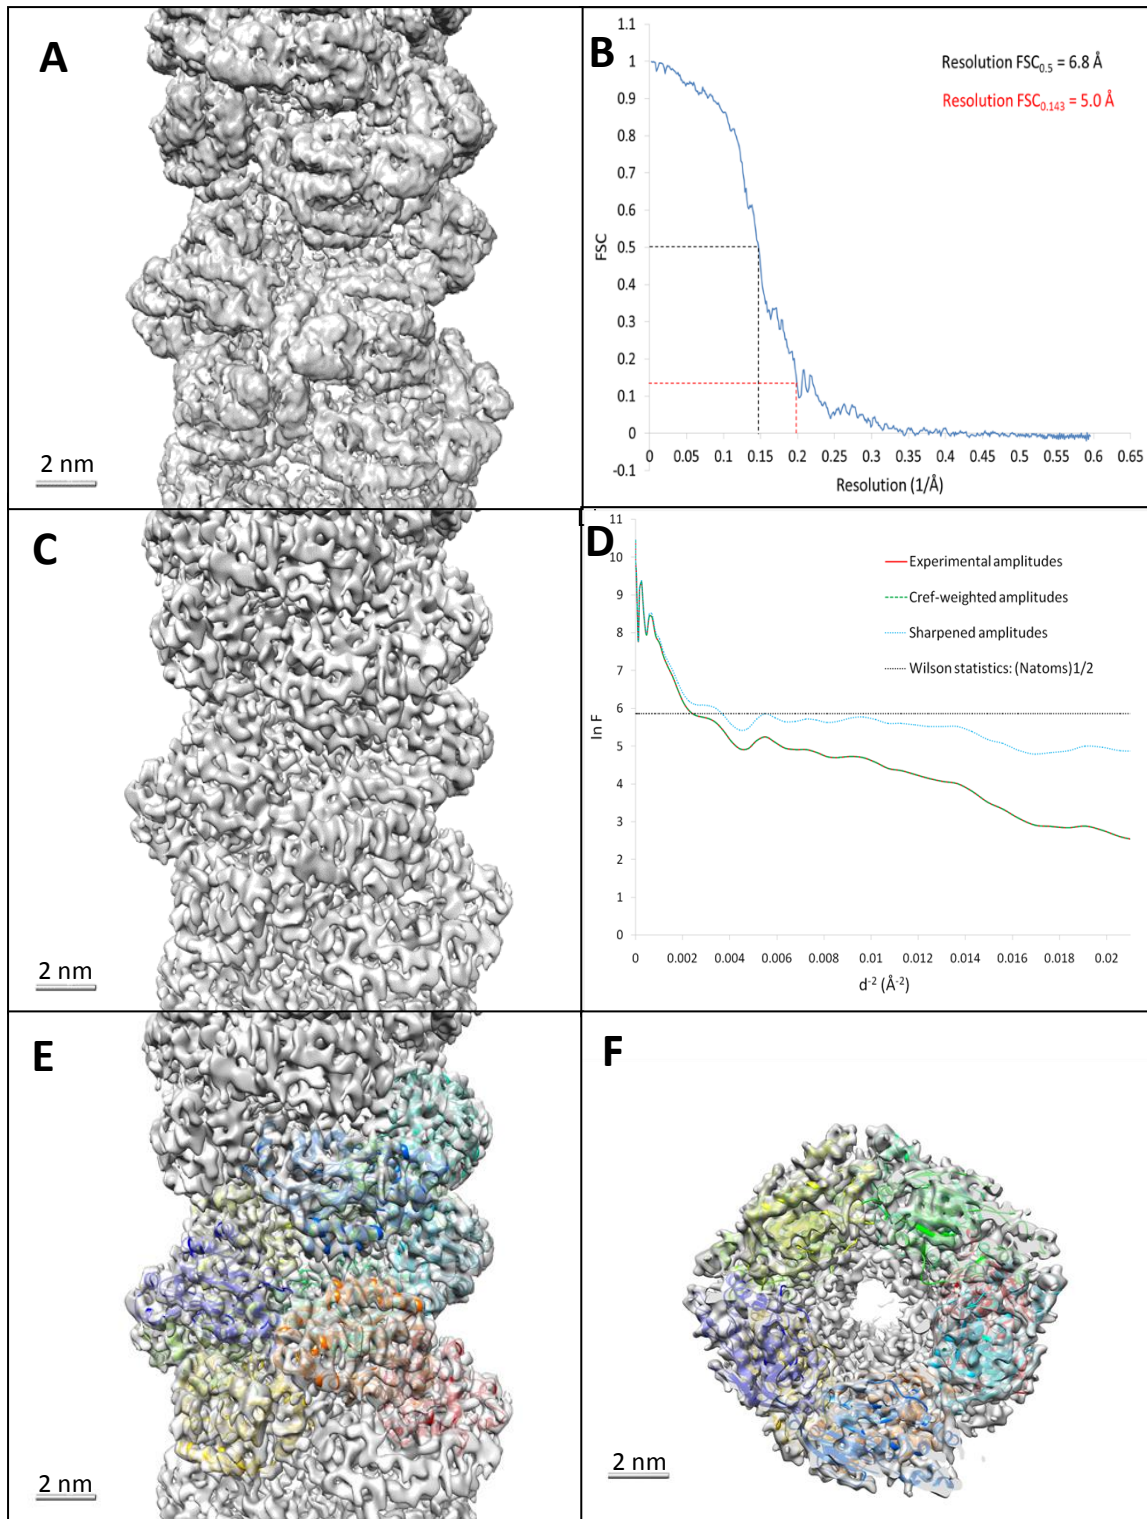 A
2 nm
B
Resolution FSC0.5 = 6.8 Å
Resolution FSC0.143 = 5.0 Å
1.1
1
0.9
0.8
0.7
0.6
0.5
0.4
0.3
0.2
0.1
0
-0.1
FSC
0 0.05 0.1 0.15 0.2 0.25 0.3 0.35 0.4 0.45 0.5 0.55 0.6 0.65
Resolution (1/Å)
C
2 nm
D
11
10
9
8
7
6
5
4
3
2
1
0
ln F
Experimental amplitudes
Cref-weighted amplitudes
Sharpened amplitudes
Wilson statistics: (Natoms)1/2
0 0.002 0.004 0.006 0.008 0.01 0.012 0.014 0.016 0.018 0.02
d-2 (Å-2)
E
2 nm
F
2 nm